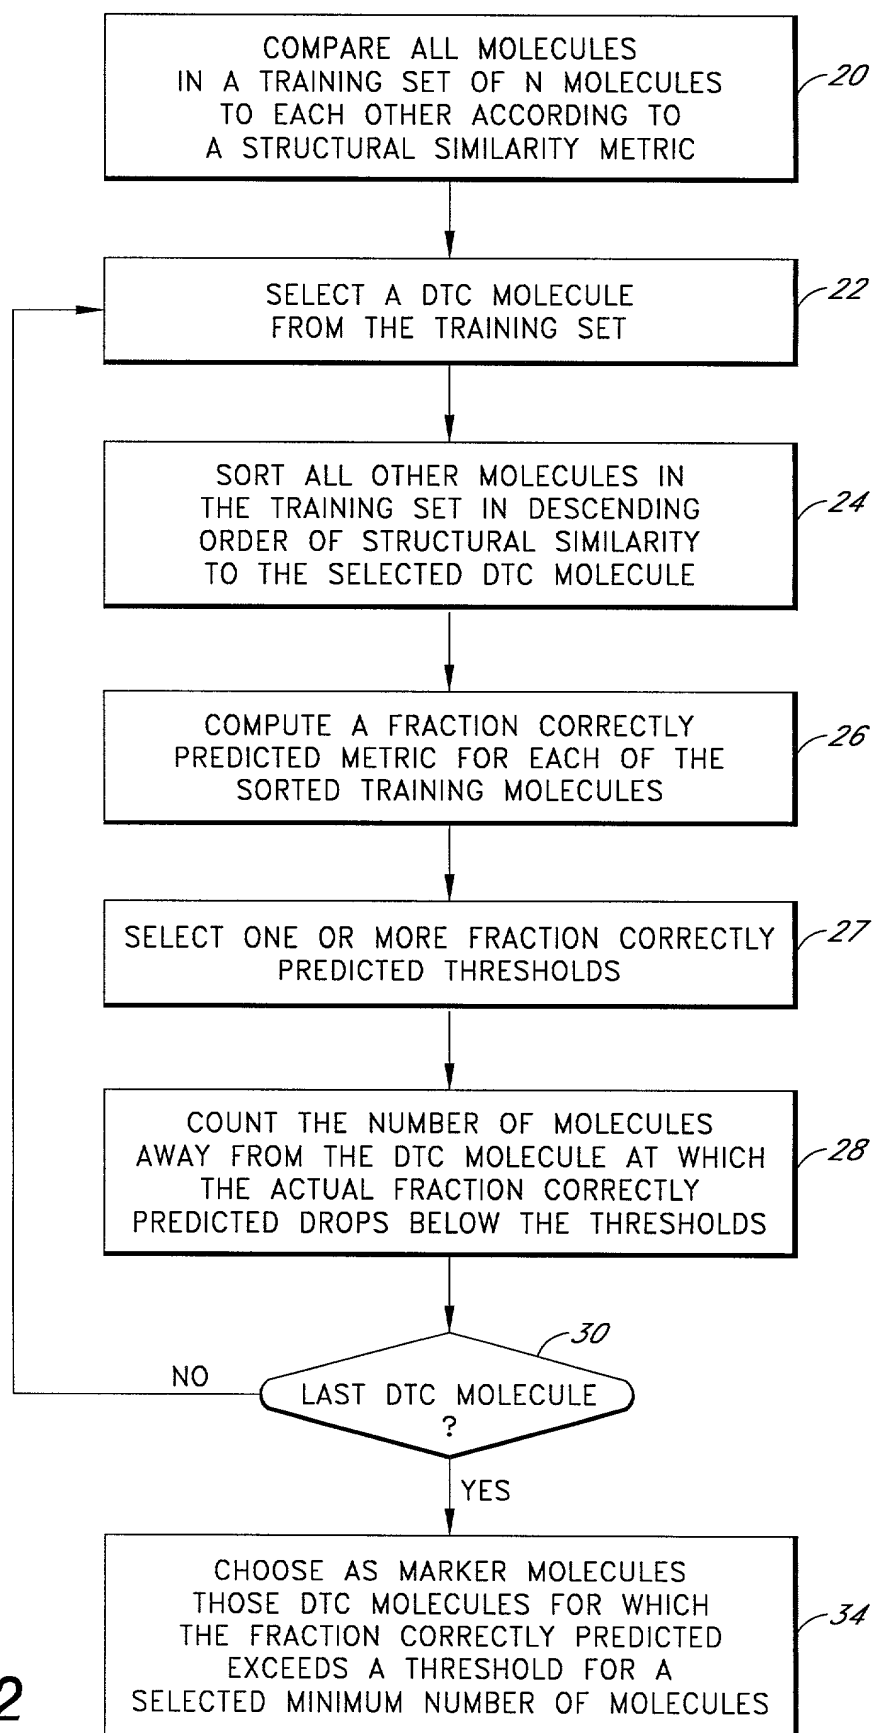 COMPARE ALL MOLECULES
IN A TRAINING SET OF N MOLECULES
TO EACH OTHER ACCORDING TO
A STRUCTURAL SIMILARITY METRIC
20
SELECT A DTC MOLECULE
FROM THE TRAINING SET
22
SORT ALL OTHER MOLECULES IN
THE TRAINING SET IN DESCENDING
ORDER OF STRUCTURAL SIMILARITY
TO THE SELECTED DTC MOLECULE
24
COMPUTE A FRACTION CORRECTLY
PREDICTED METRIC FOR EACH OF THE
SORTED TRAINING MOLECULES
26
SELECT ONE OR MORE FRACTION CORRECTLY
PREDICTED THRESHOLDS
27
COUNT THE NUMBER OF MOLECULES
AWAY FROM THE DTC MOLECULE AT WHICH
THE ACTUAL FRACTION CORRECTLY
PREDICTED DROPS BELOW THE THRESHOLDS
28
30
NO
LAST DTC MOLECULE
?
YES
CHOOSE AS MARKER MOLECULES
THOSE DTC MOLECULES FOR WHICH
THE FRACTION CORRECTLY PREDICTED
EXCEEDS A THRESHOLD FOR A
SELECTED MINIMUM NUMBER OF MOLECULES
34
2